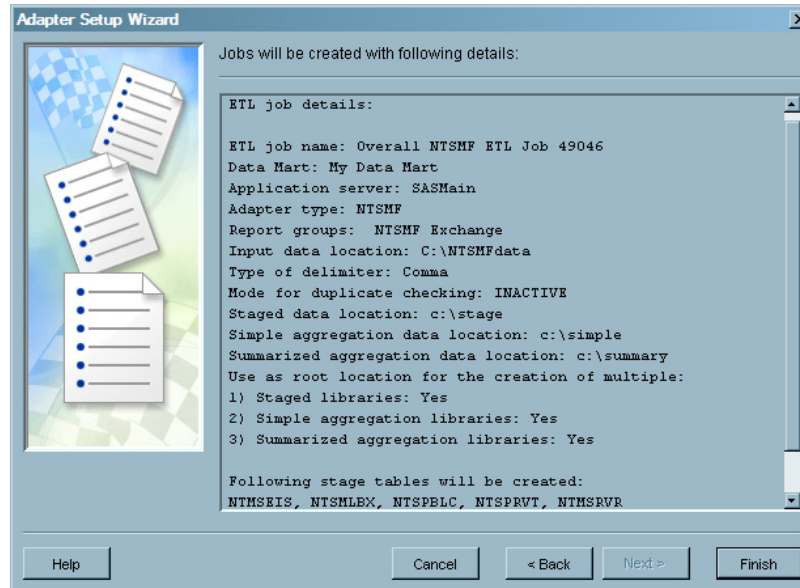 Adapter Setup Wizard
Jobs will be created with following details:
ETL job details:
ETL job name: Overall NTSMF ETL Job 49046
Data Mart: My Data Mart
Application server: SASMain
Adapter type: NTSMF
Report groups:  NTSMF Exchange
Input data location: C:\NTSMFdata
Type of delimiter: Comma
Mode for duplicate checking: INACTIVE
Staged data location: c:\stage
Simple aggregation data location: c:\simple
Summarized aggregation data location: c:\summary
Use as root location for the creation of multiple:
1) Staged libraries: Yes
2) Simple aggregation libraries: Yes
3) Summarized aggregation libraries: Yes
Following stage tables will be created:
NTMSEIS, NTSMLBX, NTSPBLC, NTSPRVT, NTMSRVR
Help
Cancel
< Back
Next >
Finish